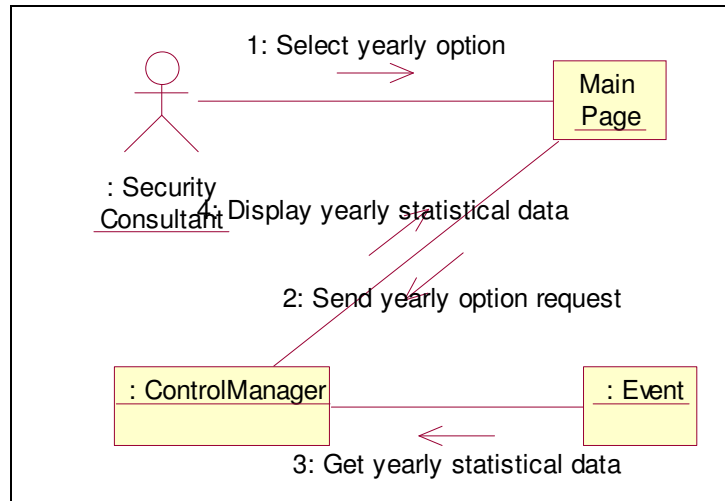 1: Select yearly option
Main
Page
: Security
Consultant
4: Display yearly statistical data
2: Send yearly option request
: ControlManager
: Event
3: Get yearly statistical data